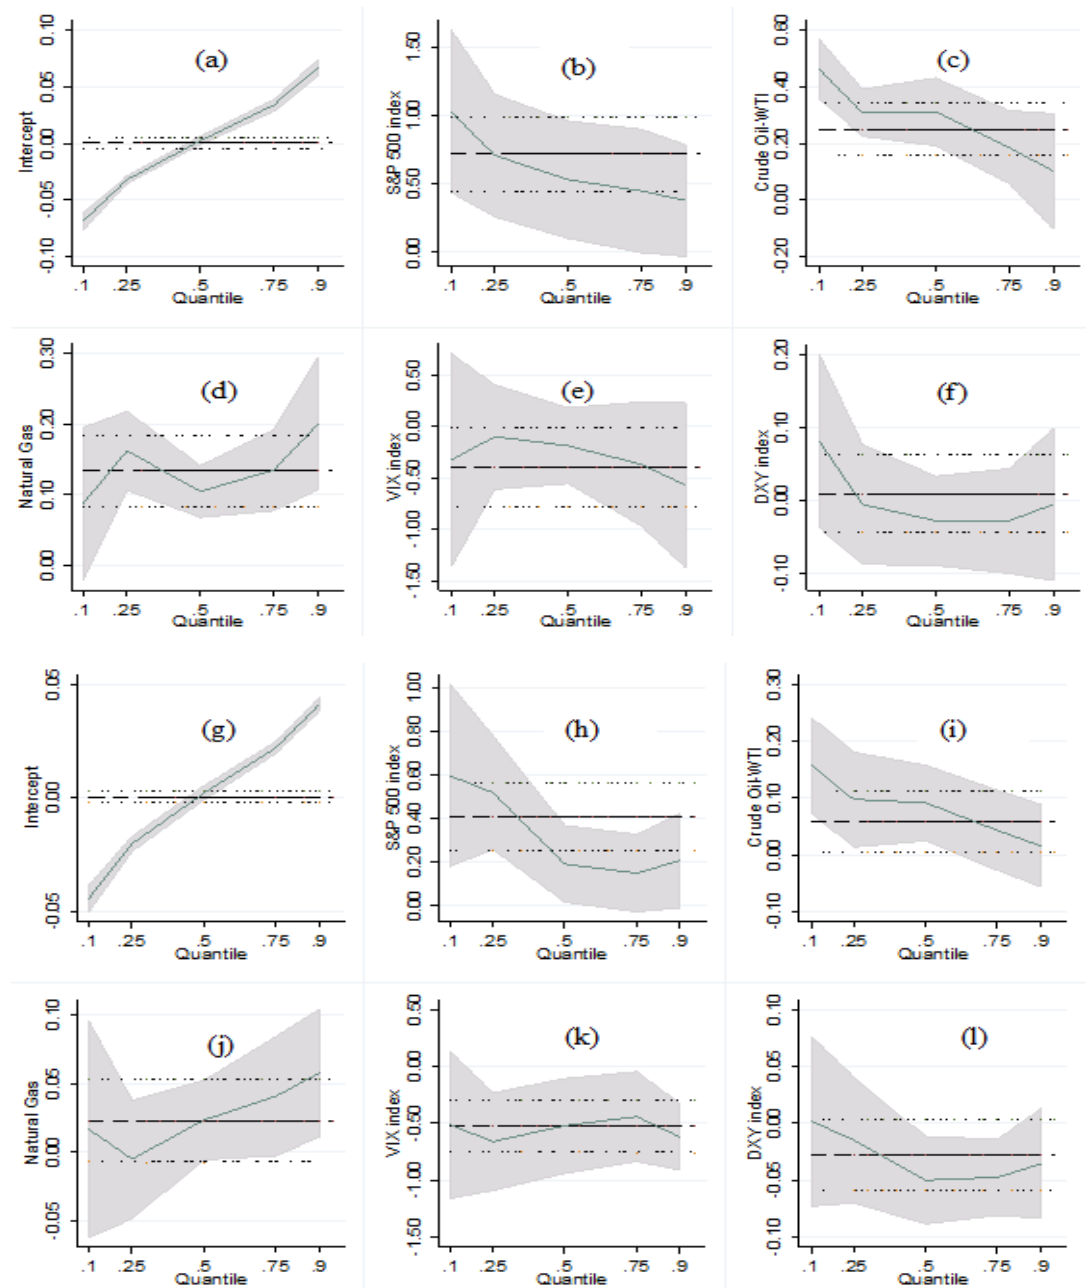 (a)
Intercept
0.10
0.05
0.00
-0.05
-0.10
.1 .25 .5 .75 .9
Quantile
(b)
S&P 500 index
1.50
1.00
0.50
0.00
.1 .25 .5 .75 .9
Quantile
(c)
Crude Oil-WTI
0.60
0.40
0.20
0.00
-0.20
.1 .25 .5 .75 .9
Quantile
(d)
Natural Gas
0.30
0.20
0.10
0.00
.1 .25 .5 .75 .9
Quantile
(e)
VIX index
0.50
0.00
-0.50
-1.00
-1.50
.1 .25 .5 .75 .9
Quantile
(f)
DXY index
0.20
0.10
0.00
-0.10
.1 .25 .5 .75 .9
Quantile
(g)
Intercept
0.05
0.00
-0.05
.1 .25 .5 .75 .9
Quantile
(h)
S&P 500 index
1.00
0.80
0.60
0.40
0.20
0.00
.1 .25 .5 .75 .9
Quantile
(i)
Crude Oil-WTI
0.30
0.20
0.10
0.00
-0.10
.1 .25 .5 .75 .9
Quantile
(j)
Natural Gas
0.10
0.05
0.00
-0.05
.1 .25 .5 .75 .9
Quantile
(k)
VIX index
0.50
0.00
-0.50
-1.00
-1.50
.1 .25 .5 .75 .9
Quantile
(l)
DXY index
0.10
0.05
0.00
-0.05
-0.10
.1 .25 .5 .75 .9
Quantile